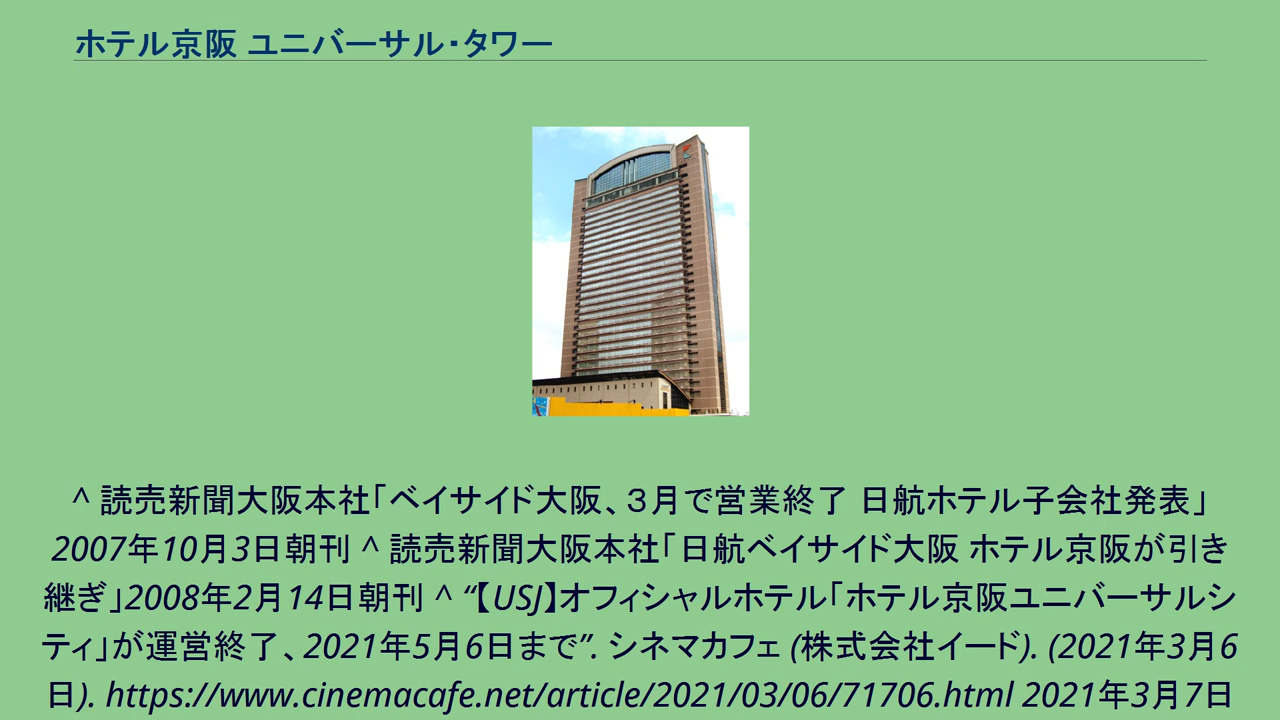 ホテル京阪 ユニバーサル・タワー
^ 読売新聞大阪本社「ベイサイド大阪、３月で営業終了 日航ホテル子会社発表」
2007年10月3日朝刊 ^ 読売新聞大阪本社「日航ベイサイド大阪 ホテル京阪が引き
継ぎ」2008年2月14日朝刊 ^ “【USJ】オフィシャルホテル「ホテル京阪ユニバーサルシ
ティ」が運営終了、2021年5月6日まで”. シネマカフェ (株式会社イード). (2021年3月6
日). https://www.cinemacafe.net/article/2021/03/06/71706.html 2021年3月7日